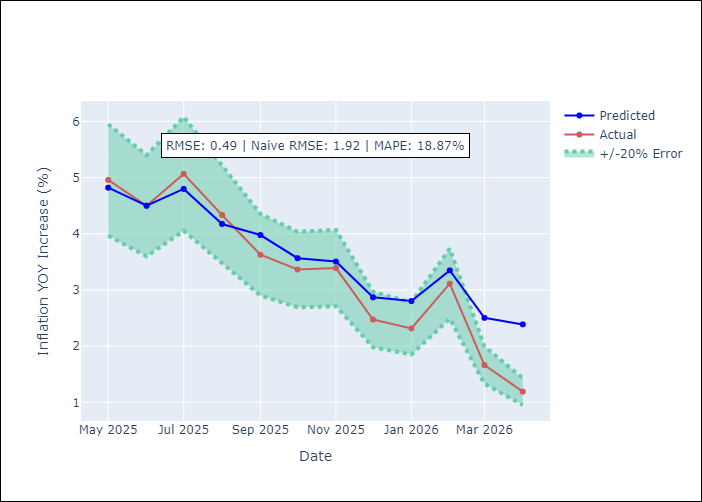 RMSE: 0.49 | Naive RMSE: 1.92 | MAPE: 18.87%
Predicted
Actual
+/-20% Error
Inflation YOY Increase (%)
6
5
4
3
2
1
May 2025
Jul 2025
Sep 2025
Nov 2025
Jan 2026
Mar 2026
Date